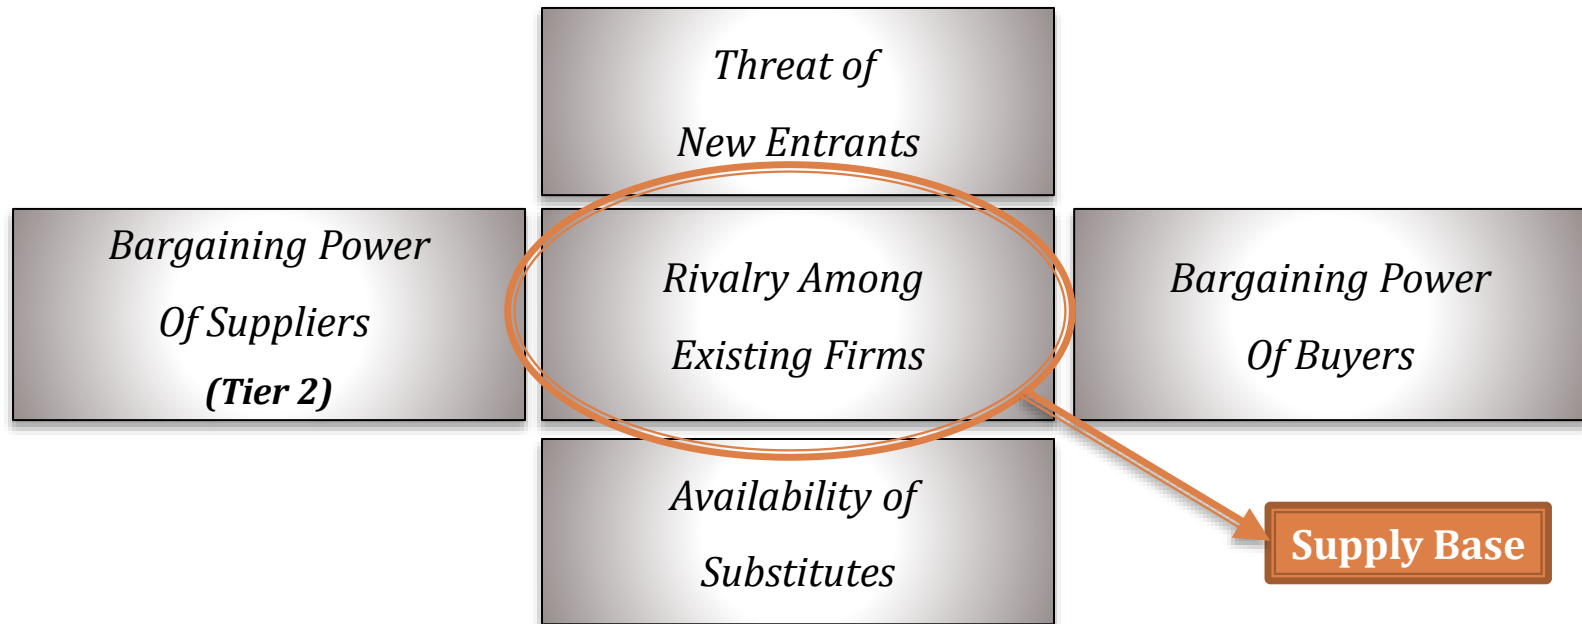 Threat of
New Entrants
Bargaining Power
Of Suppliers
(Tier 2)
Rivalry Among
Existing Firms
Bargaining Power
Of Buyers
Availability of
Substitutes
Supply Base